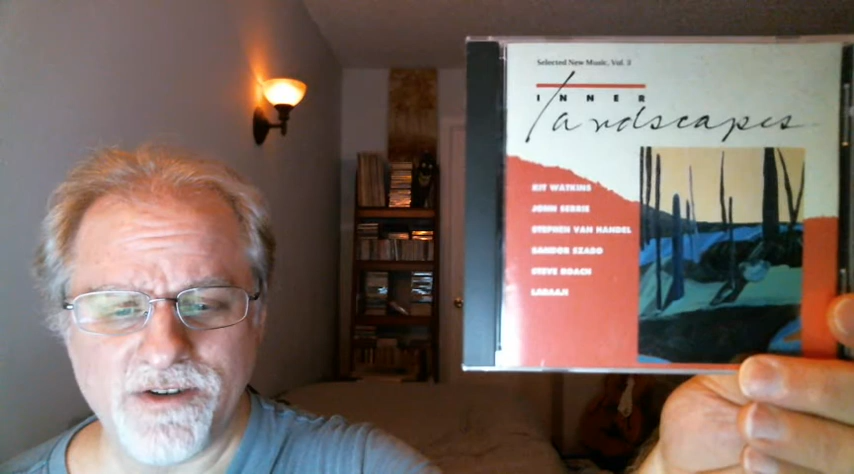 Selected New Music, Vol. 3
INNER
landscapes
KIT WATKINS
JOHN SERRIE
STEPHEN VAN HANDEL
SANDOR SZABO
STEVE ROACH
LARAAJI